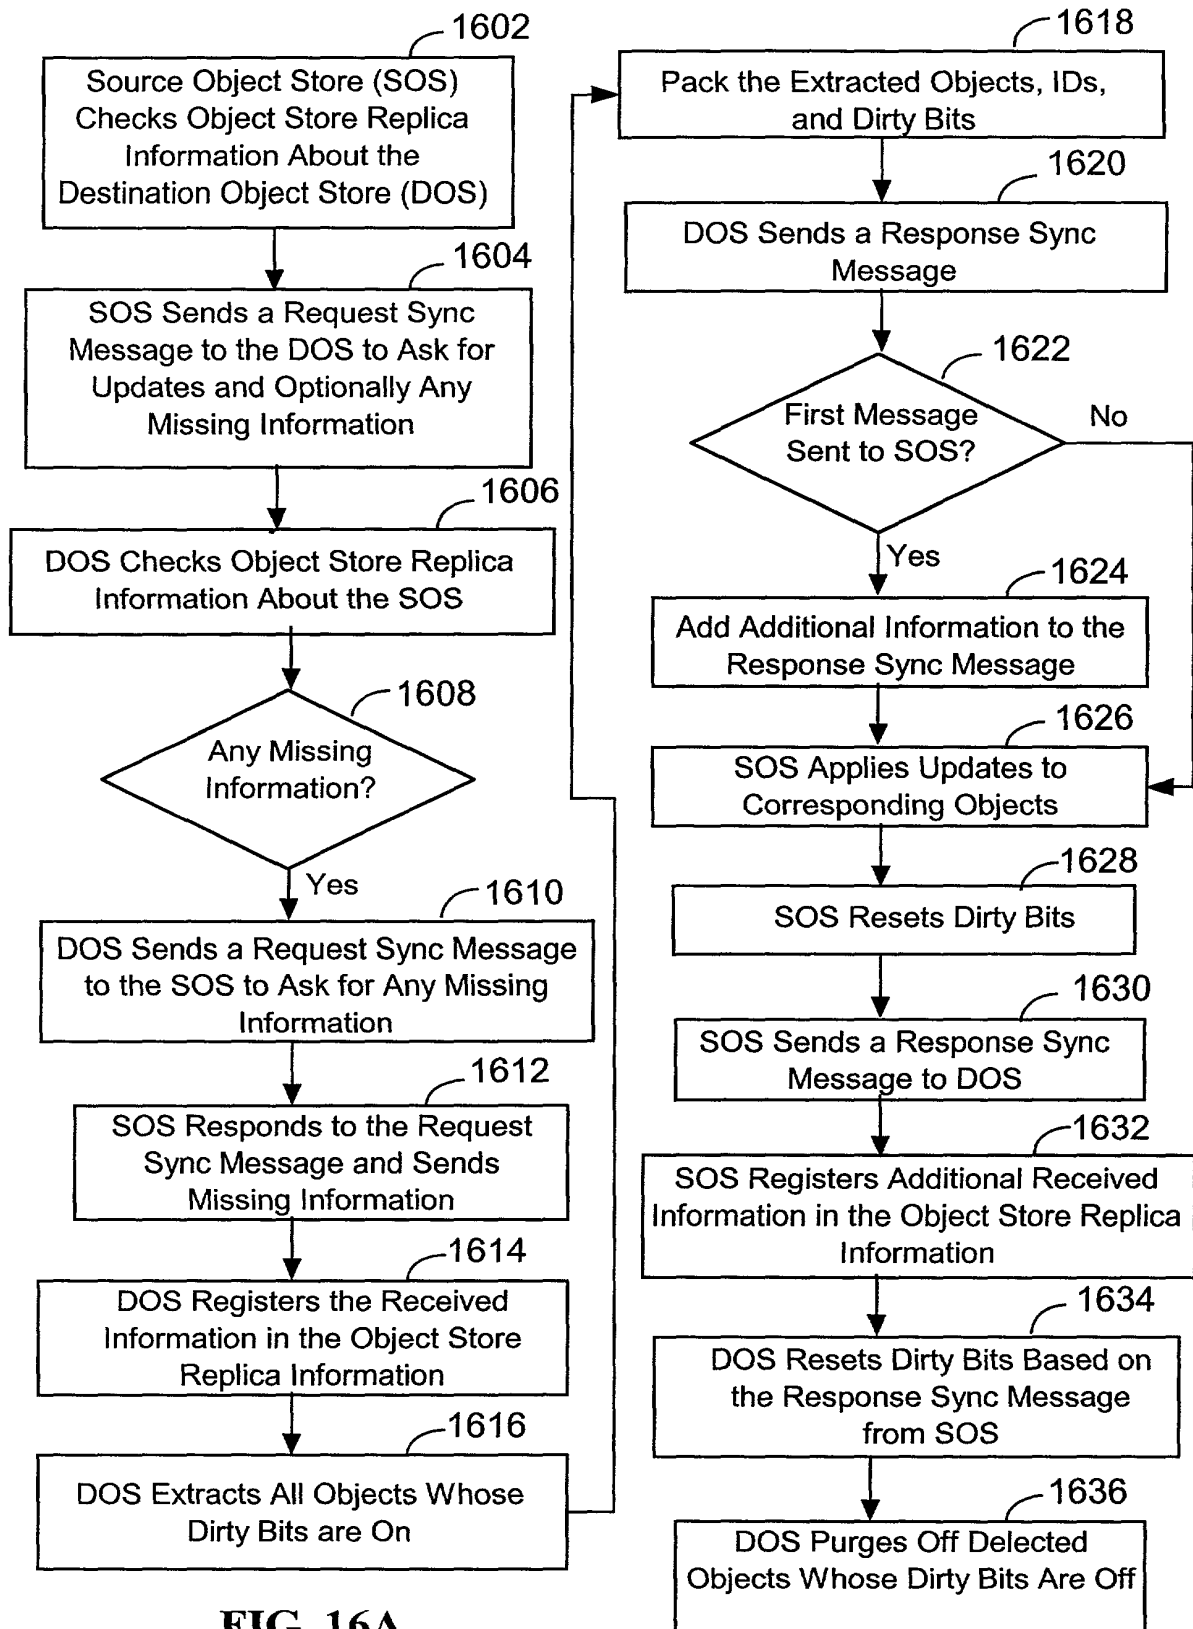 1602
Source Object Store (SOS)
Checks Object Store Replica
Information About the
Destination Object Store (DOS)
1604
SOS Sends a Request Sync
Message to the DOS to Ask for
Updates and Optionally Any
Missing Information
1606
DOS Checks Object Store Replica
Information About the SOS
1608
Any Missing
Information?
Yes
1610
DOS Sends a Request Sync Message
to the SOS to Ask for Any Missing
Information
1612
SOS Responds to the Request
Sync Message and Sends
Missing Information
1614
DOS Registers the Received
Information in the Object Store
Replica Information
1616
DOS Extracts All Objects Whose
Dirty Bits are On
FIG. 16A
1618
Pack the Extracted Objects, IDs,
and Dirty Bits
1620
DOS Sends a Response Sync
Message
1622
First Message
Sent to SOS?
No
Yes
1624
Add Additional Information to the
Response Sync Message
1626
SOS Applies Updates to
Corresponding Objects
1628
SOS Resets Dirty Bits
1630
SOS Sends a Response Sync
Message to DOS
1632
SOS Registers Additional Received
Information in the Object Store Replica
Information
1634
DOS Resets Dirty Bits Based on
the Response Sync Message
from SOS
1636
DOS Purges Off Delected
Objects Whose Dirty Bits Are Off